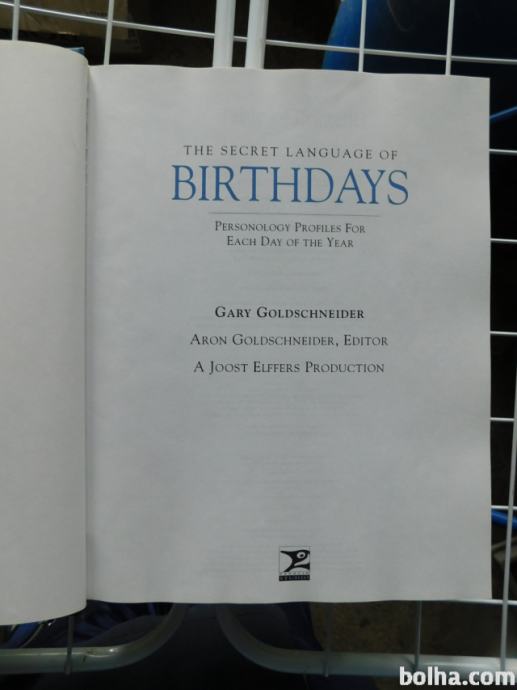 THE SECRET LANGUAGE OF
BIRTHDAYS
PERSONOLOGY PROFILES FOR
EACH DAY OF THE YEAR
GARY GOLDSCHNEIDER
ARON GOLDSCHNEIDER, EDITOR
A JOOST ELFFERS PRODUCTION
bolha.com